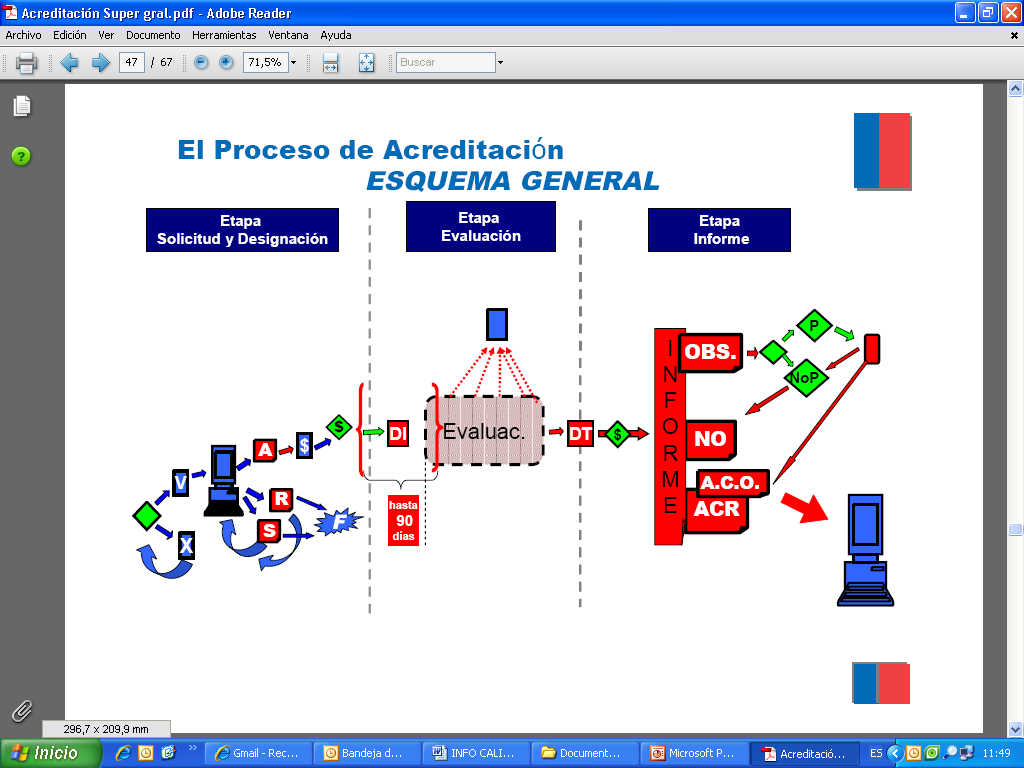 Acreditación Super gral.pdf - Adobe Reader
Archivo Edición Ver Documento Herramientas Ventana Ayuda
47 / 67 71,5% Buscar
El Proceso de Acreditación
ESQUEMA GENERAL
Etapa
Solicitud y Designación
Etapa
Evaluación
Etapa
Informe
V
X
A
$
$
R
S
F
DI
hasta
90
días
Evaluac.
DT
$
INFORME
OBS.
P
NoP
NO
A.C.O.
ACR
296,7 x 209,9 mm
Inicio
»
Gmail - Rec...
Bandeja d...
INFO CALI...
Document...
Microsoft P...
Acreditació...
ES
11:49